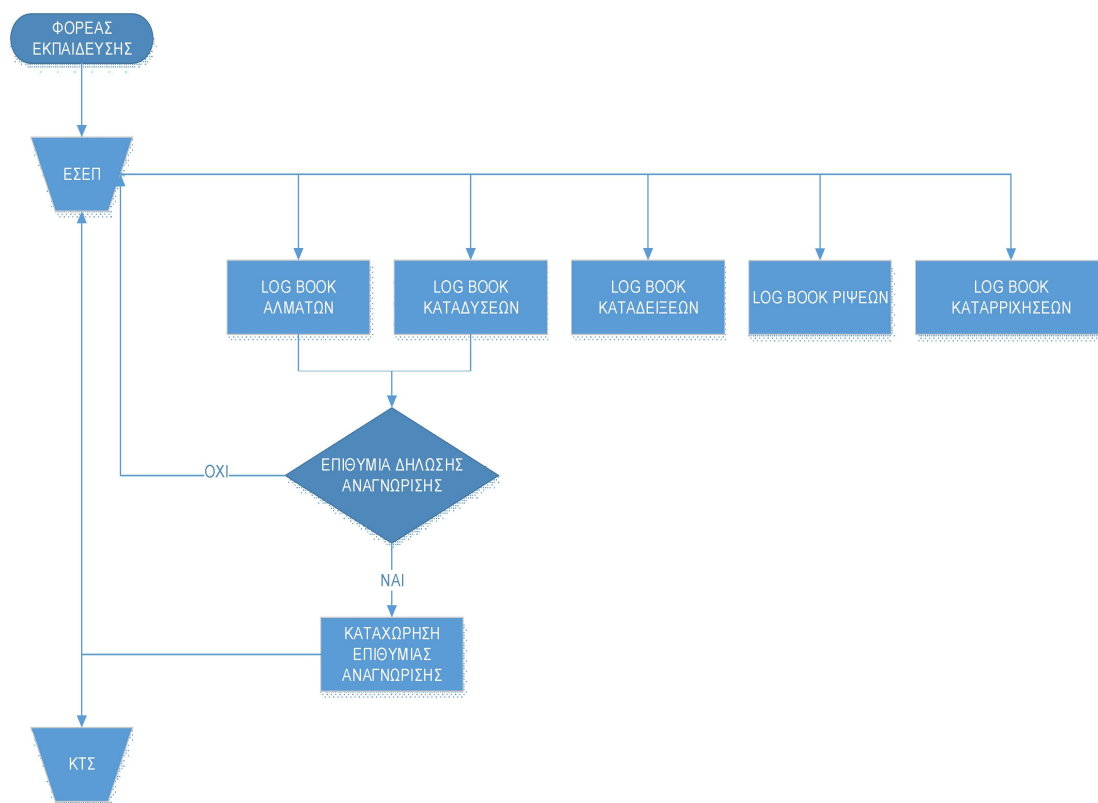 ΦΟΡΕΑΣ
ΕΚΠΑΙΔΕΥΣΗΣ
ΕΣΕΠ
LOG BOOK
ΑΛΜΑΤΩΝ
LOG BOOK
ΚΑΤΑΔΥΣΕΩΝ
LOG BOOK
ΚΑΤΑΔΕΙΞΕΩΝ
LOG BOOK ΡΙΨΕΩΝ
LOG BOOK
ΚΑΤΑΡΡΙΧΗΣΕΩΝ
ΕΠΙΘΥΜΙΑ ΔΗΛΩΣΗΣ
ΑΝΑΓΝΩΡΙΣΗΣ
ΟΧΙ
ΝΑΙ
ΚΑΤΑΧΩΡΗΣΗ
ΕΠΙΘΥΜΙΑΣ
ΑΝΑΓΝΩΡΙΣΗΣ
ΚΤΣ